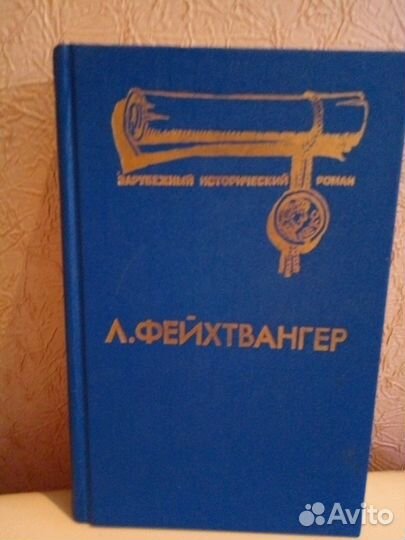 ЗАРУБЕЖНЫЙ ИСТОРИЧЕСКИЙ РОМАН
Л.ФЕЙХТВАНГЕР
Avito